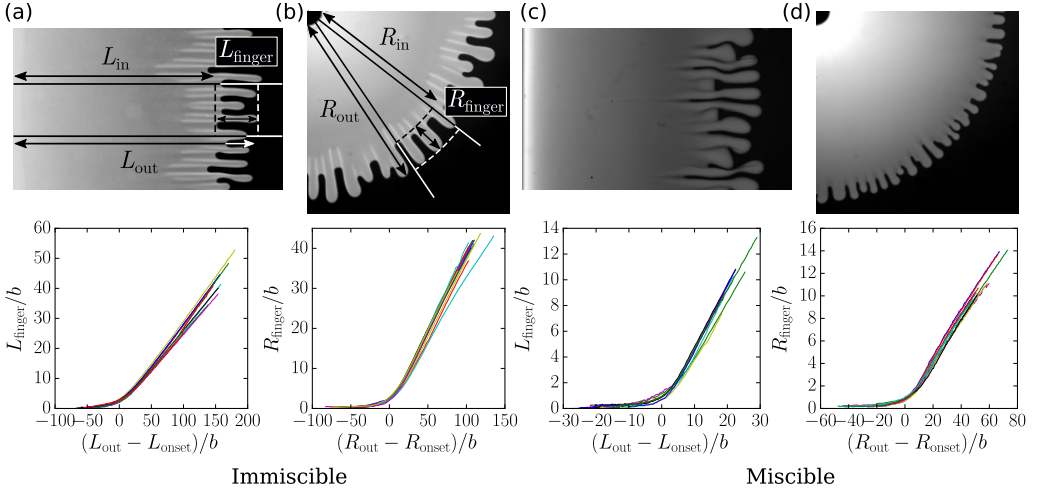 (a) (b) (c) (d)
L_in
L_finger
L_out
R_in
R_out
R_finger
60
50
40
30
20
10
0
L_finger/b
−100 −50 0 50 100 150 200
(L_out − L_onset)/b
40
30
20
10
0
R_finger/b
−100 −50 0 50 100 150
(R_out − R_onset)/b
14
12
10
8
6
4
2
0
L_finger/b
−30 −20 −10 0 10 20 30
(L_out − L_onset)/b
16
14
12
10
8
6
4
2
0
R_finger/b
−60 −40 −20 0 20 40 60 80
(R_out − R_onset)/b
Immiscible
Miscible